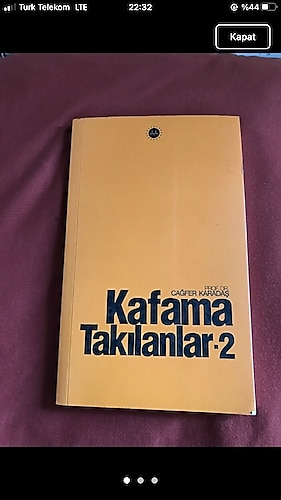 Turk Telekom LTE
22:32
%44
Kapat
PROF. DR.
CAĞFER KARADAŞ
Kafama
Takılanlar-2